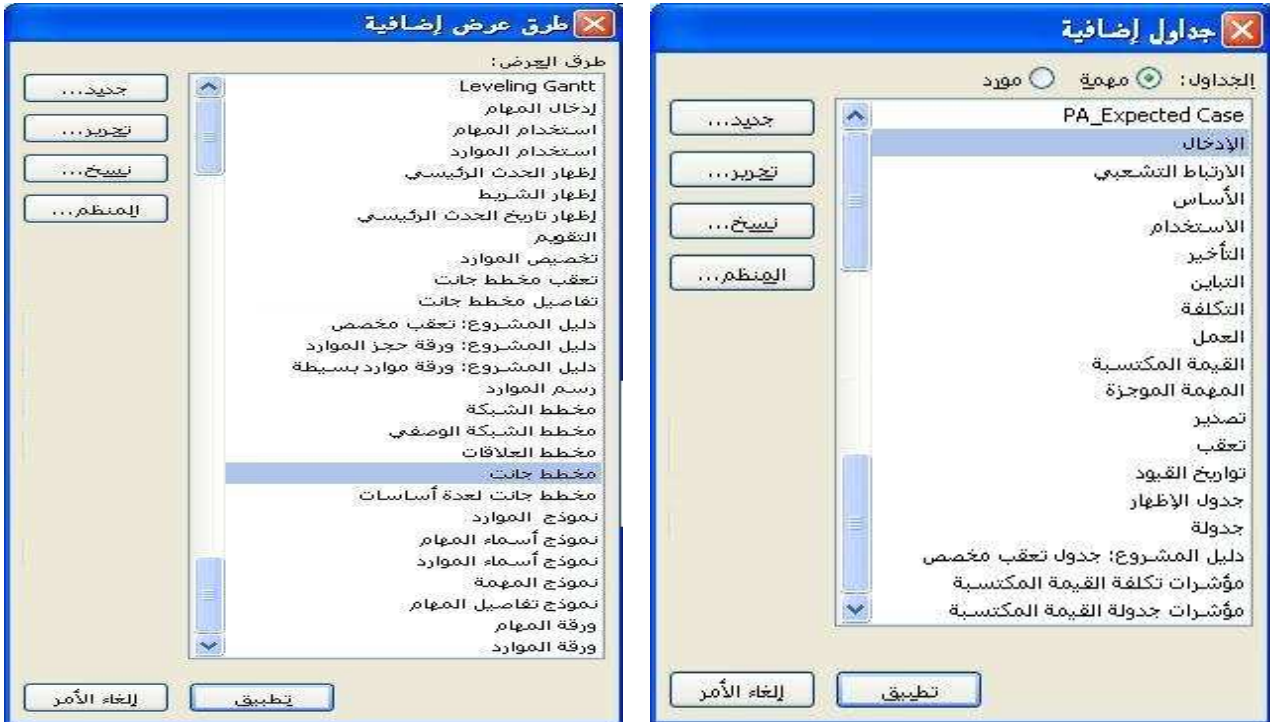 جداول إضافية
الجداول: مهمة مورد
PA_Expected Case
الإدخال
الارتباط التشعبي
الأساس
الاستخدام
التأخير
التباين
التكلفة
العمل
القيمة المكتسبة
المهمة الموجزة
تصدير
تعقب
تواريخ القيود
جدول الإظهار
جدولة
دليل المشروع: جدول تعقب مخصص
مؤشرات تكلفة القيمة المكتسبة
مؤشرات جدولة القيمة المكتسبة
جديد...
تحرير...
نسخ...
المنظم...
تطبيق
إلغاء الأمر
طرق عرض إضافية
طرق العرض:
Leveling Gantt
إدخال المهام
استخدام المهام
استخدام الموارد
إظهار الحدث الرئيسي
إظهار الشريط
إظهار تاريخ الحدث الرئيسي
التقويم
تخصيص الموارد
تعقب مخطط جانت
تفاصيل مخطط جانت
دليل المشروع: تعقب مخصص
دليل المشروع: ورقة حجز الموارد
دليل المشروع: ورقة موارد بسيطة
رسم الموارد
مخطط الشبكة
مخطط الشبكة الوصفي
مخطط العلاقات
مخطط جانت
مخطط جانت لعدة أساسات
نموذج الموارد
نموذج أسماء المهام
نموذج أسماء الموارد
نموذج المهمة
نموذج تفاصيل المهام
ورقة المهام
ورقة الموارد
جديد...
تحرير...
نسخ...
المنظم...
تطبيق
إلغاء الأمر